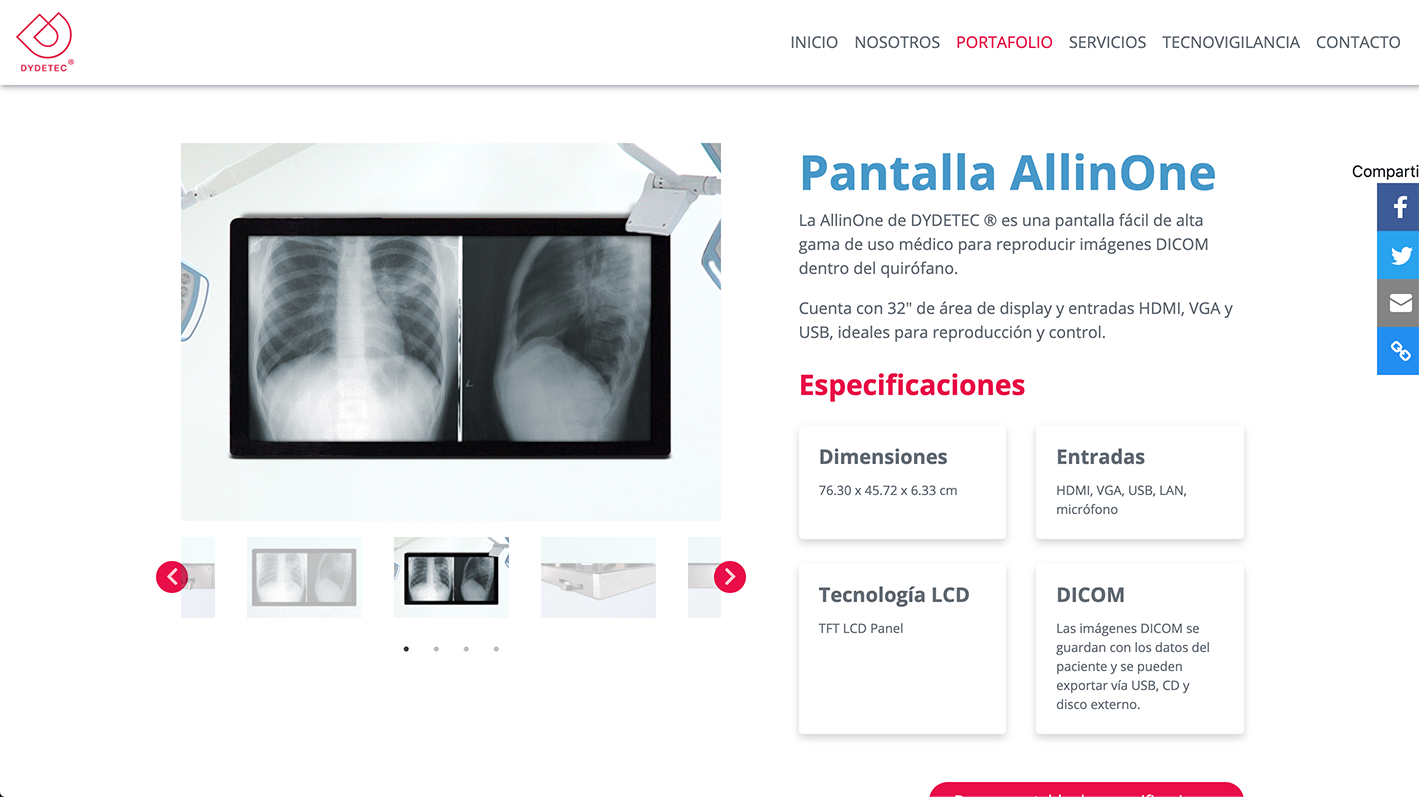 DYDETEC®
INICIO NOSOTROS PORTAFOLIO SERVICIOS TECNOVIGILANCIA CONTACTO
Pantalla AllinOne
La AllinOne de DYDETEC ® es una pantalla fácil de alta
gama de uso médico para reproducir imágenes DICOM
dentro del quirófano.
Cuenta con 32" de área de display y entradas HDMI, VGA y
USB, ideales para reproducción y control.
Comparti
Especificaciones
Dimensiones
76.30 x 45.72 x 6.33 cm
Entradas
HDMI, VGA, USB, LAN,
micrófono
Tecnología LCD
TFT LCD Panel
DICOM
Las imágenes DICOM se
guardan con los datos del
paciente y se pueden
exportar vía USB, CD y
disco externo.